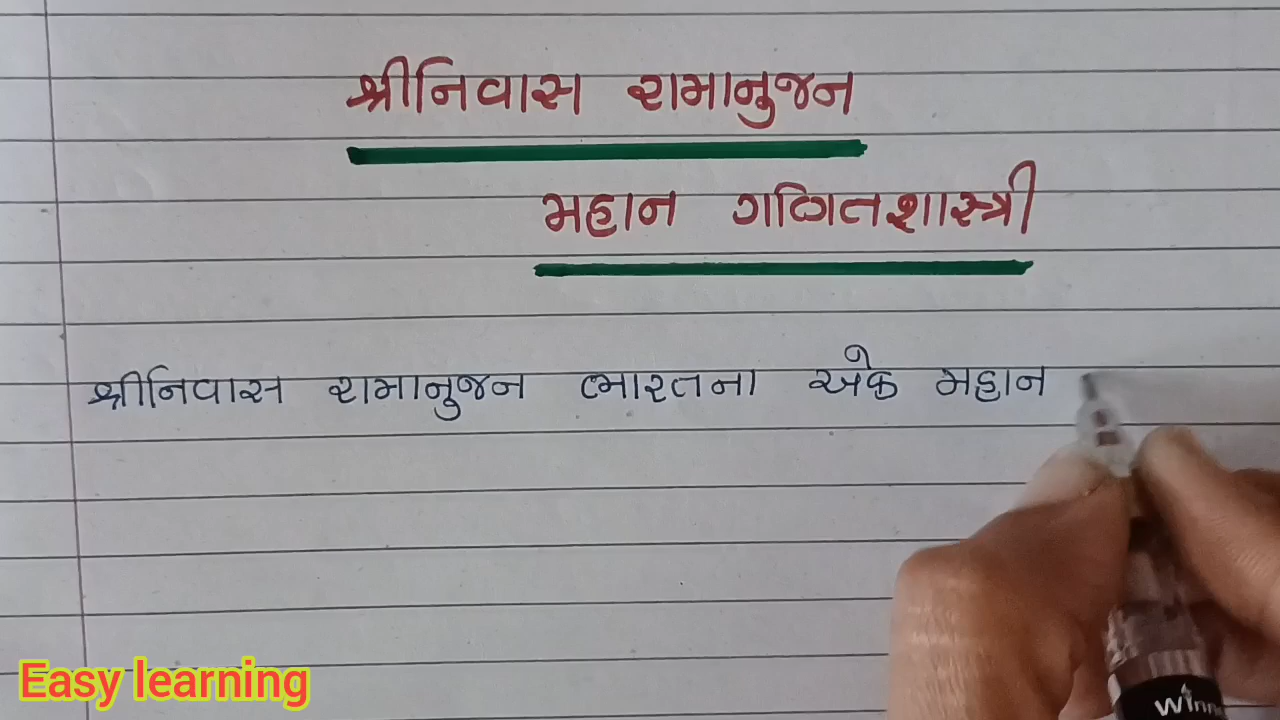 શ્રીનિવાસ રામાનુજન
મહાન ગણિતશાસ્ત્રી
શ્રીનિવાસ રામાનુજન ભારતના એક મહાન
Easy learning